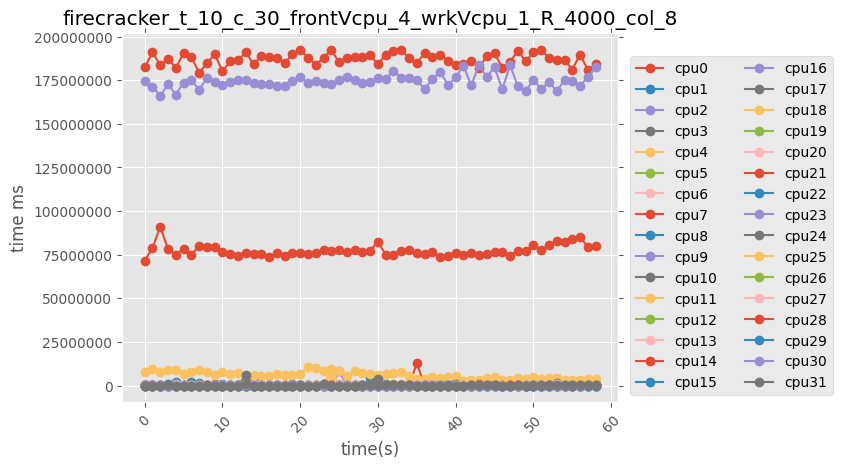 firecracker_t_10_c_30_frontVcpu_4_wrkVcpu_1_R_4000_col_8
200000000
175000000
150000000
125000000
100000000
75000000
50000000
25000000
0
time ms
0
10
20
30
40
50
60
time(s)
cpu0
cpu1
cpu2
cpu3
cpu4
cpu5
cpu6
cpu7
cpu8
cpu9
cpu10
cpu11
cpu12
cpu13
cpu14
cpu15
cpu16
cpu17
cpu18
cpu19
cpu20
cpu21
cpu22
cpu23
cpu24
cpu25
cpu26
cpu27
cpu28
cpu29
cpu30
cpu31